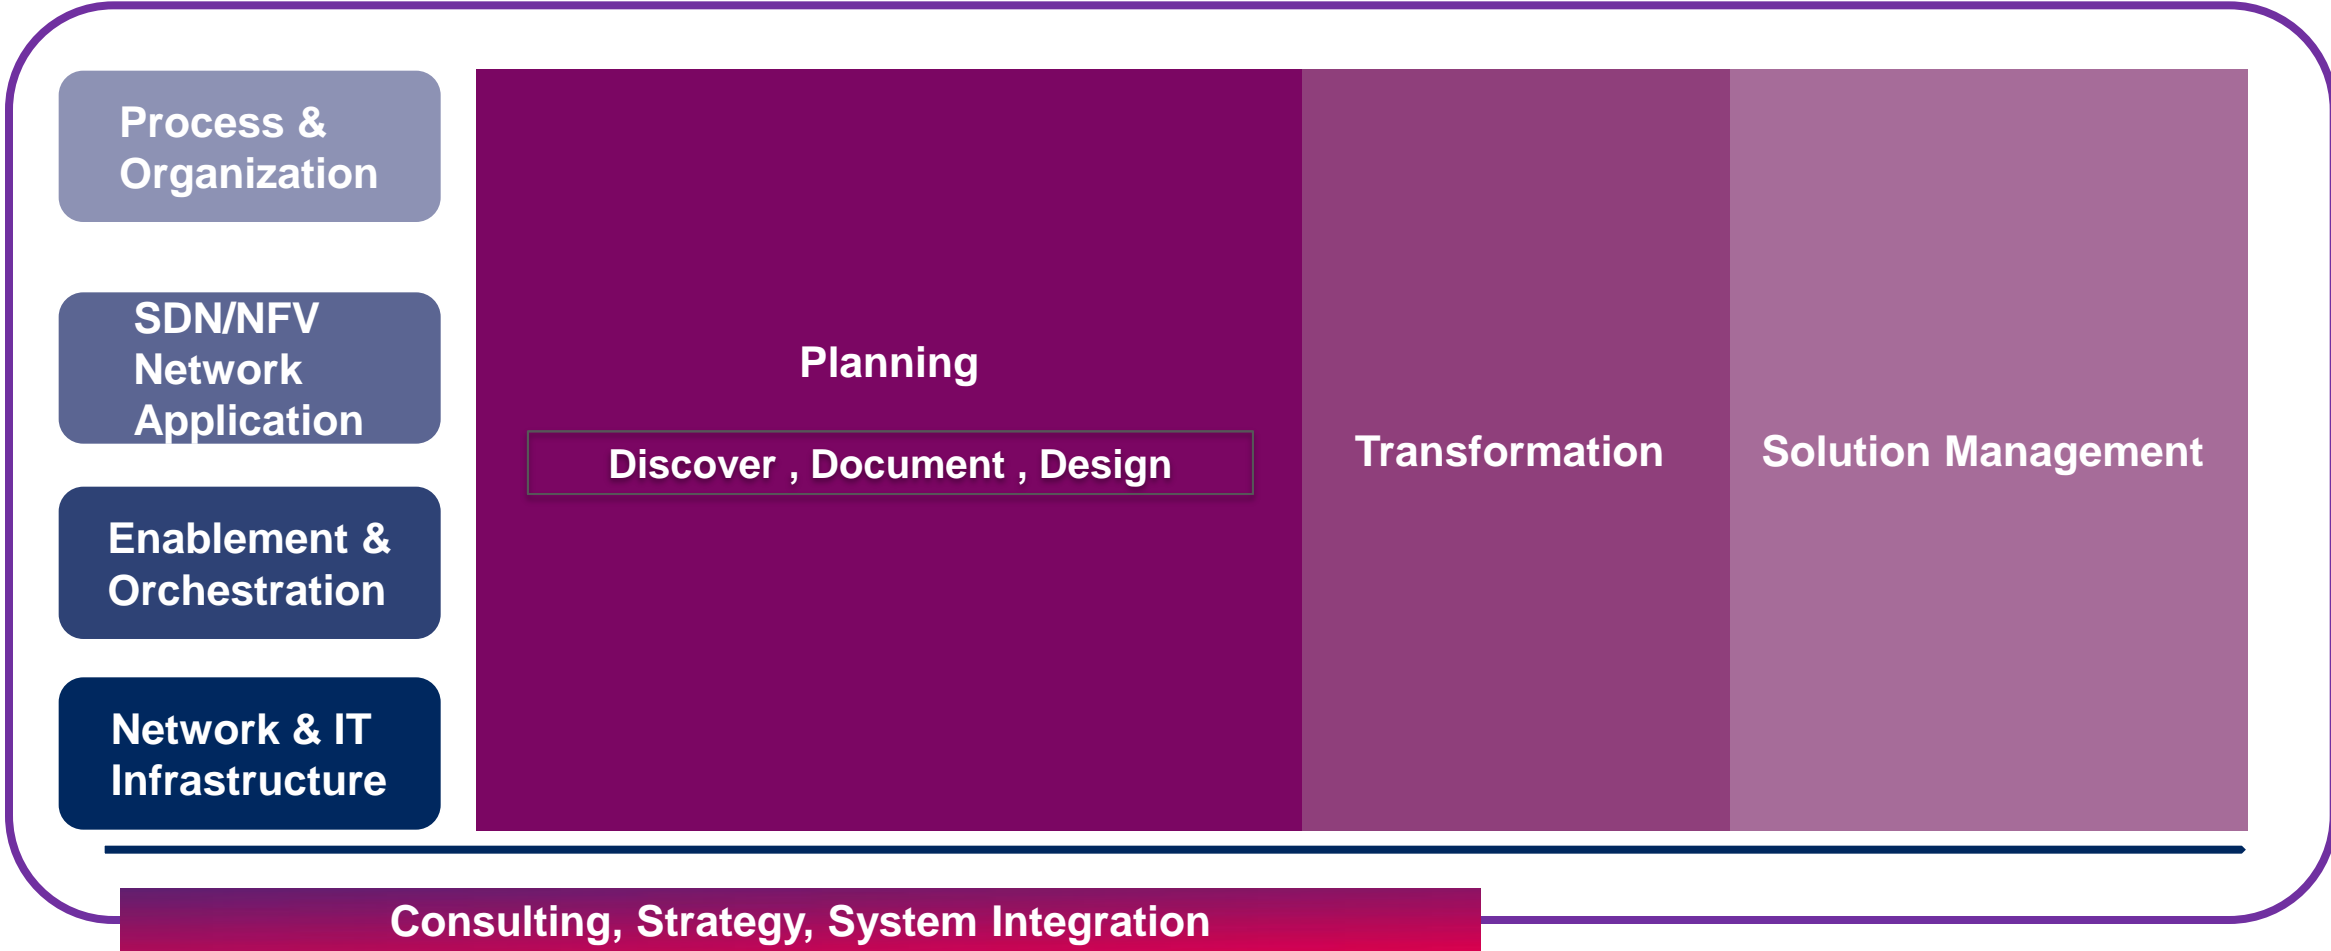 Process &
Organization
SDN/NFV
Network
Application
Enablement &
Orchestration
Network & IT
Infrastructure
Planning
Discover , Document , Design
Transformation
Solution Management
Consulting, Strategy, System Integration